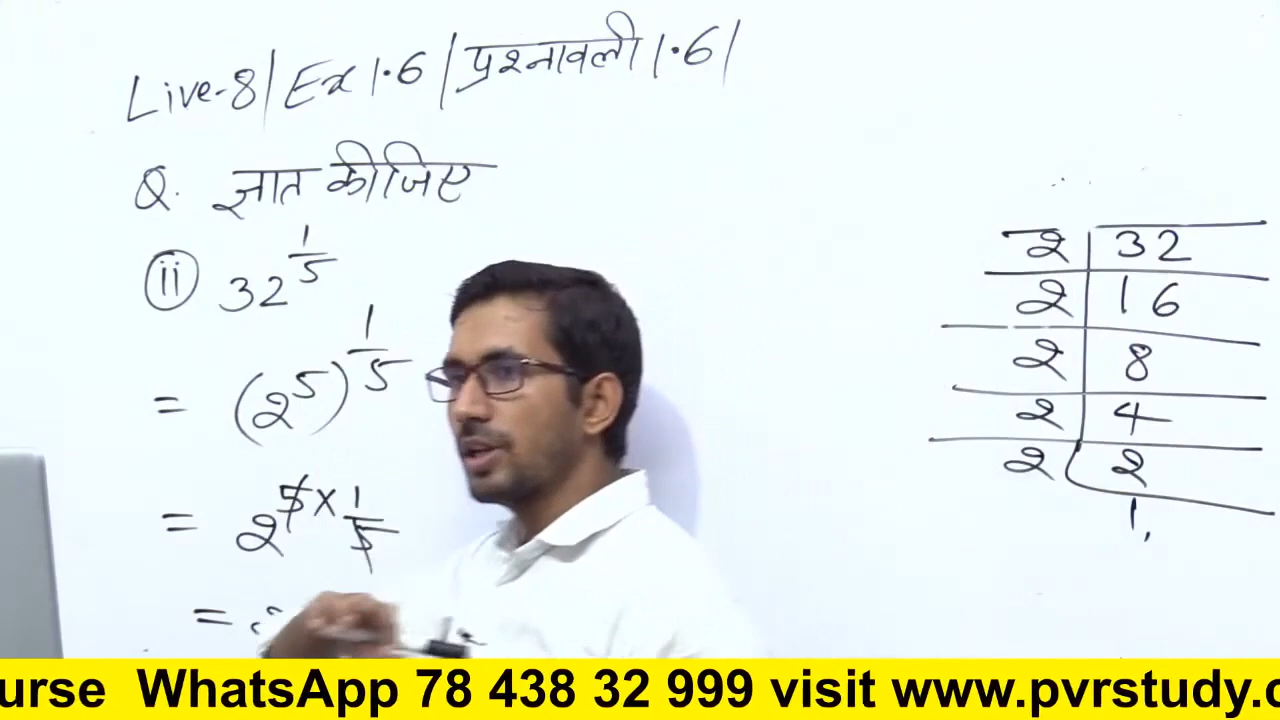 Live-8| Ex 1.6 | प्रश्नावली 1.6|
Q. ज्ञात कीजिए
(ii) 32^(1/5)
= (2^5)^(1/5)
= 2^(5×1/5)
=
2 | 32
2 | 16
2 | 8
2 | 4
2 | 2
1
urse WhatsApp 78 438 32 999 visit www.pvrstudy.c